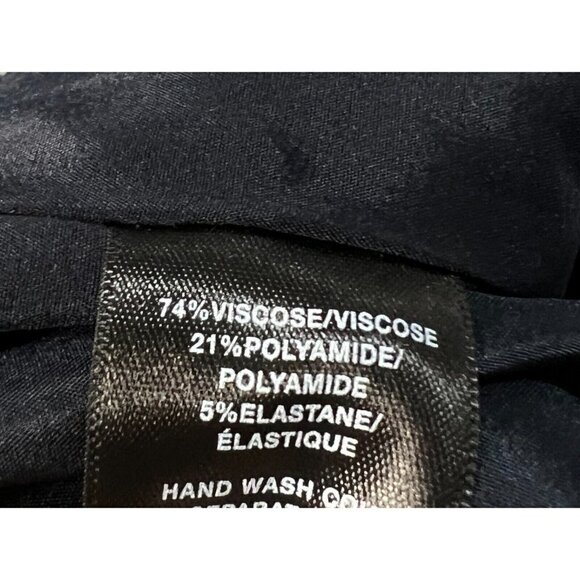 74%VISCOSE/VISCOSE
21%POLYAMIDE/
POLYAMIDE
5%ELASTANE/
ÉLASTIQUE
HAND WASH